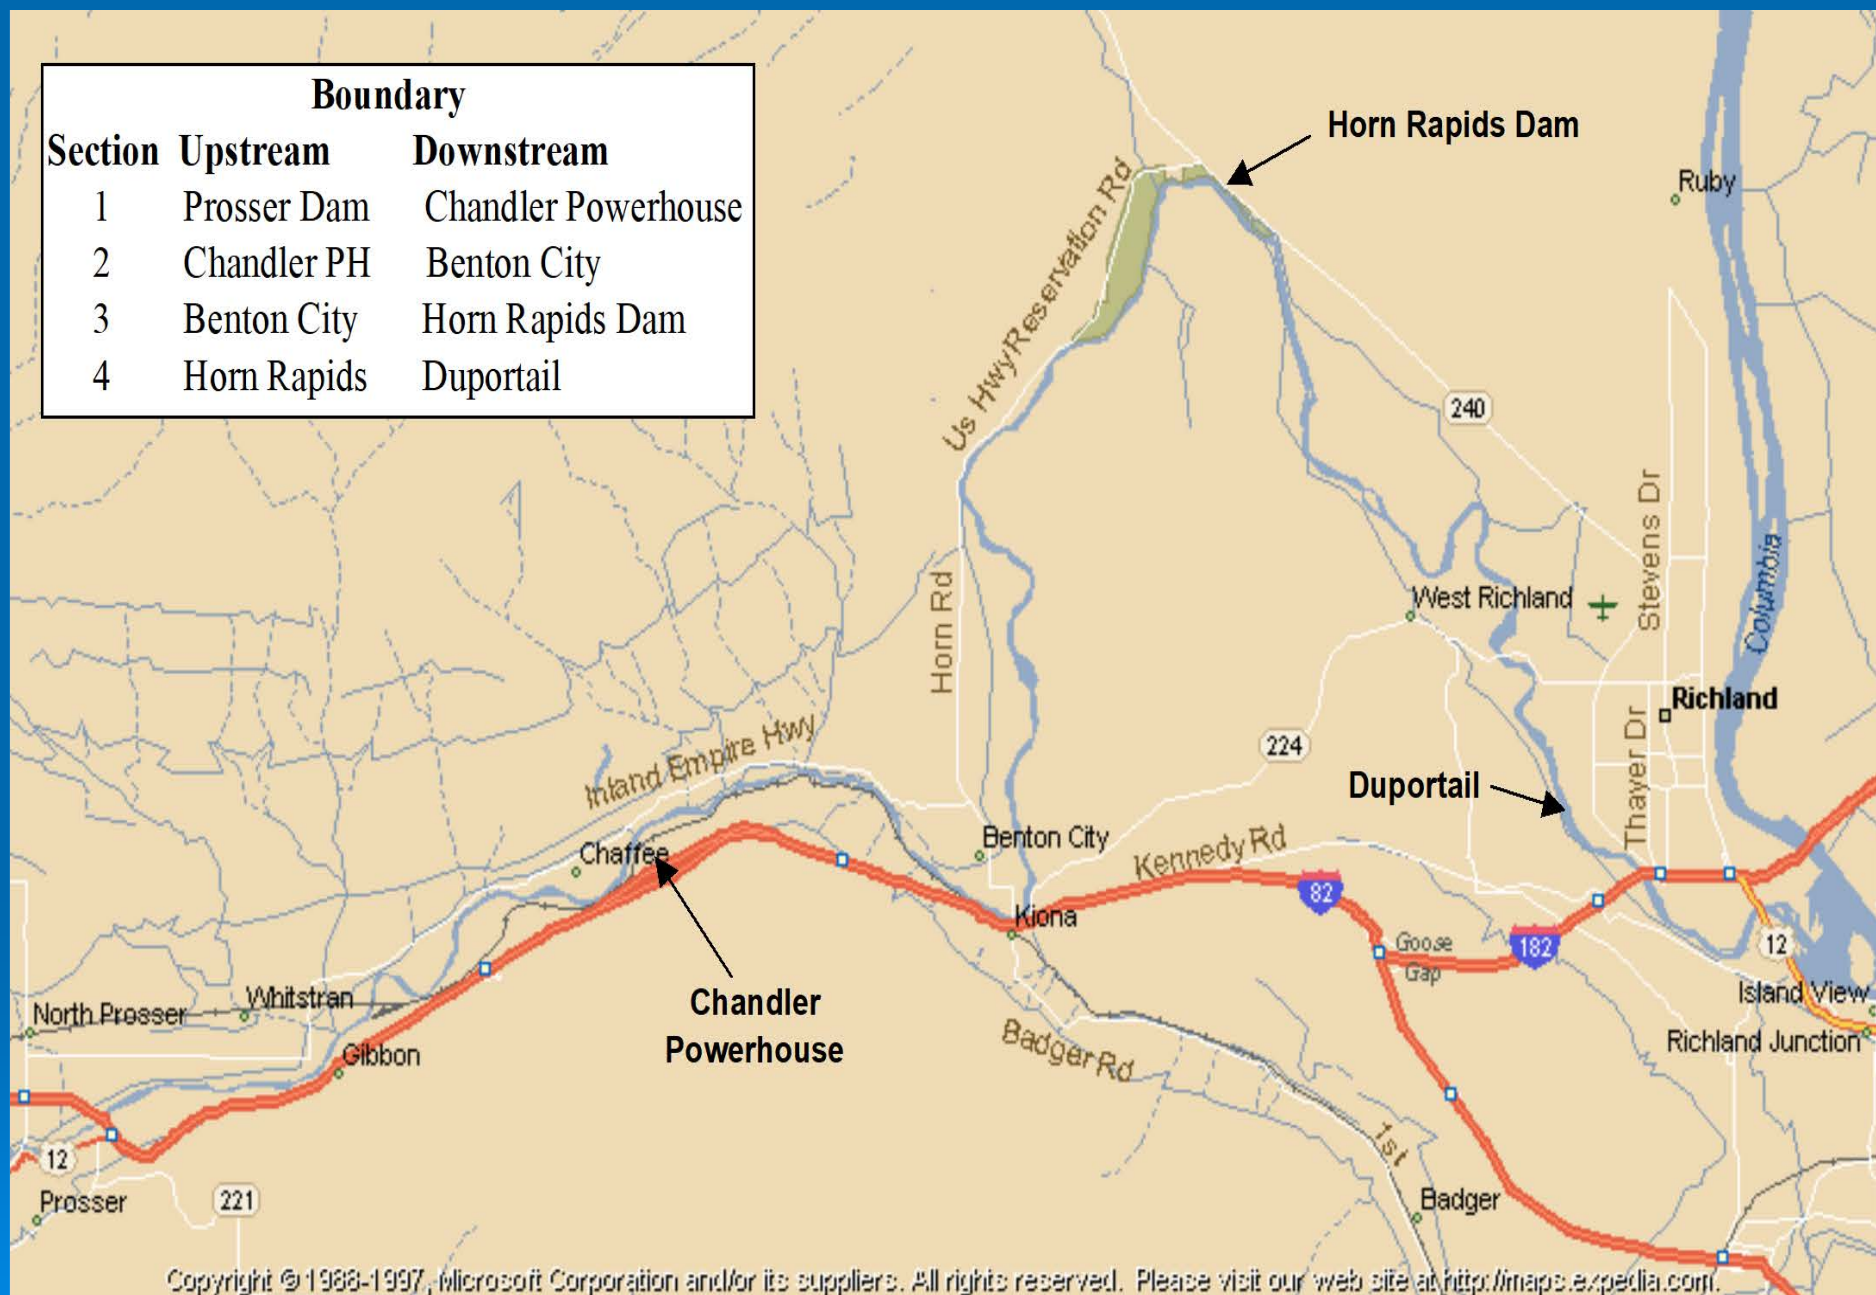 Boundary
Section Upstream Downstream
1 Prosser Dam Chandler Powerhouse
2 Chandler PH Benton City
3 Benton City Horn Rapids Dam
4 Horn Rapids Duportail
Horn Rapids Dam
Ruby
Us Hwy/Reservation Rd
240
Stevens Dr
Columbia
West Richland
Horn Rd
Richland
Thayer Dr
224
Inland Empire Hwy
Duportail
Benton City
Kennedy Rd
Chaffee
82
Kiona
Goose
Gap
182
12
Island View
Richland Junction
Chandler
Powerhouse
North Prosser
Whitstran
Gibbon
Badger Rd
1st
12
Prosser
221
Badger
Copyright © 1988-1997, Microsoft Corporation and/or its suppliers. All rights reserved. Please visit our web site at http://maps.expedia.com.